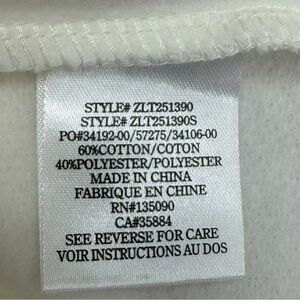 STYLE# ZLT251390
STYLE# ZLT251390S
PO#34192-00/57275/34106-00
60%COTTON/COTON
40%POLYESTER/POLYESTER
MADE IN CHINA
FABRIQUE EN CHINE
RN#135090
CA#35884
SEE REVERSE FOR CARE
VOIR INSTRUCTIONS AU DOS